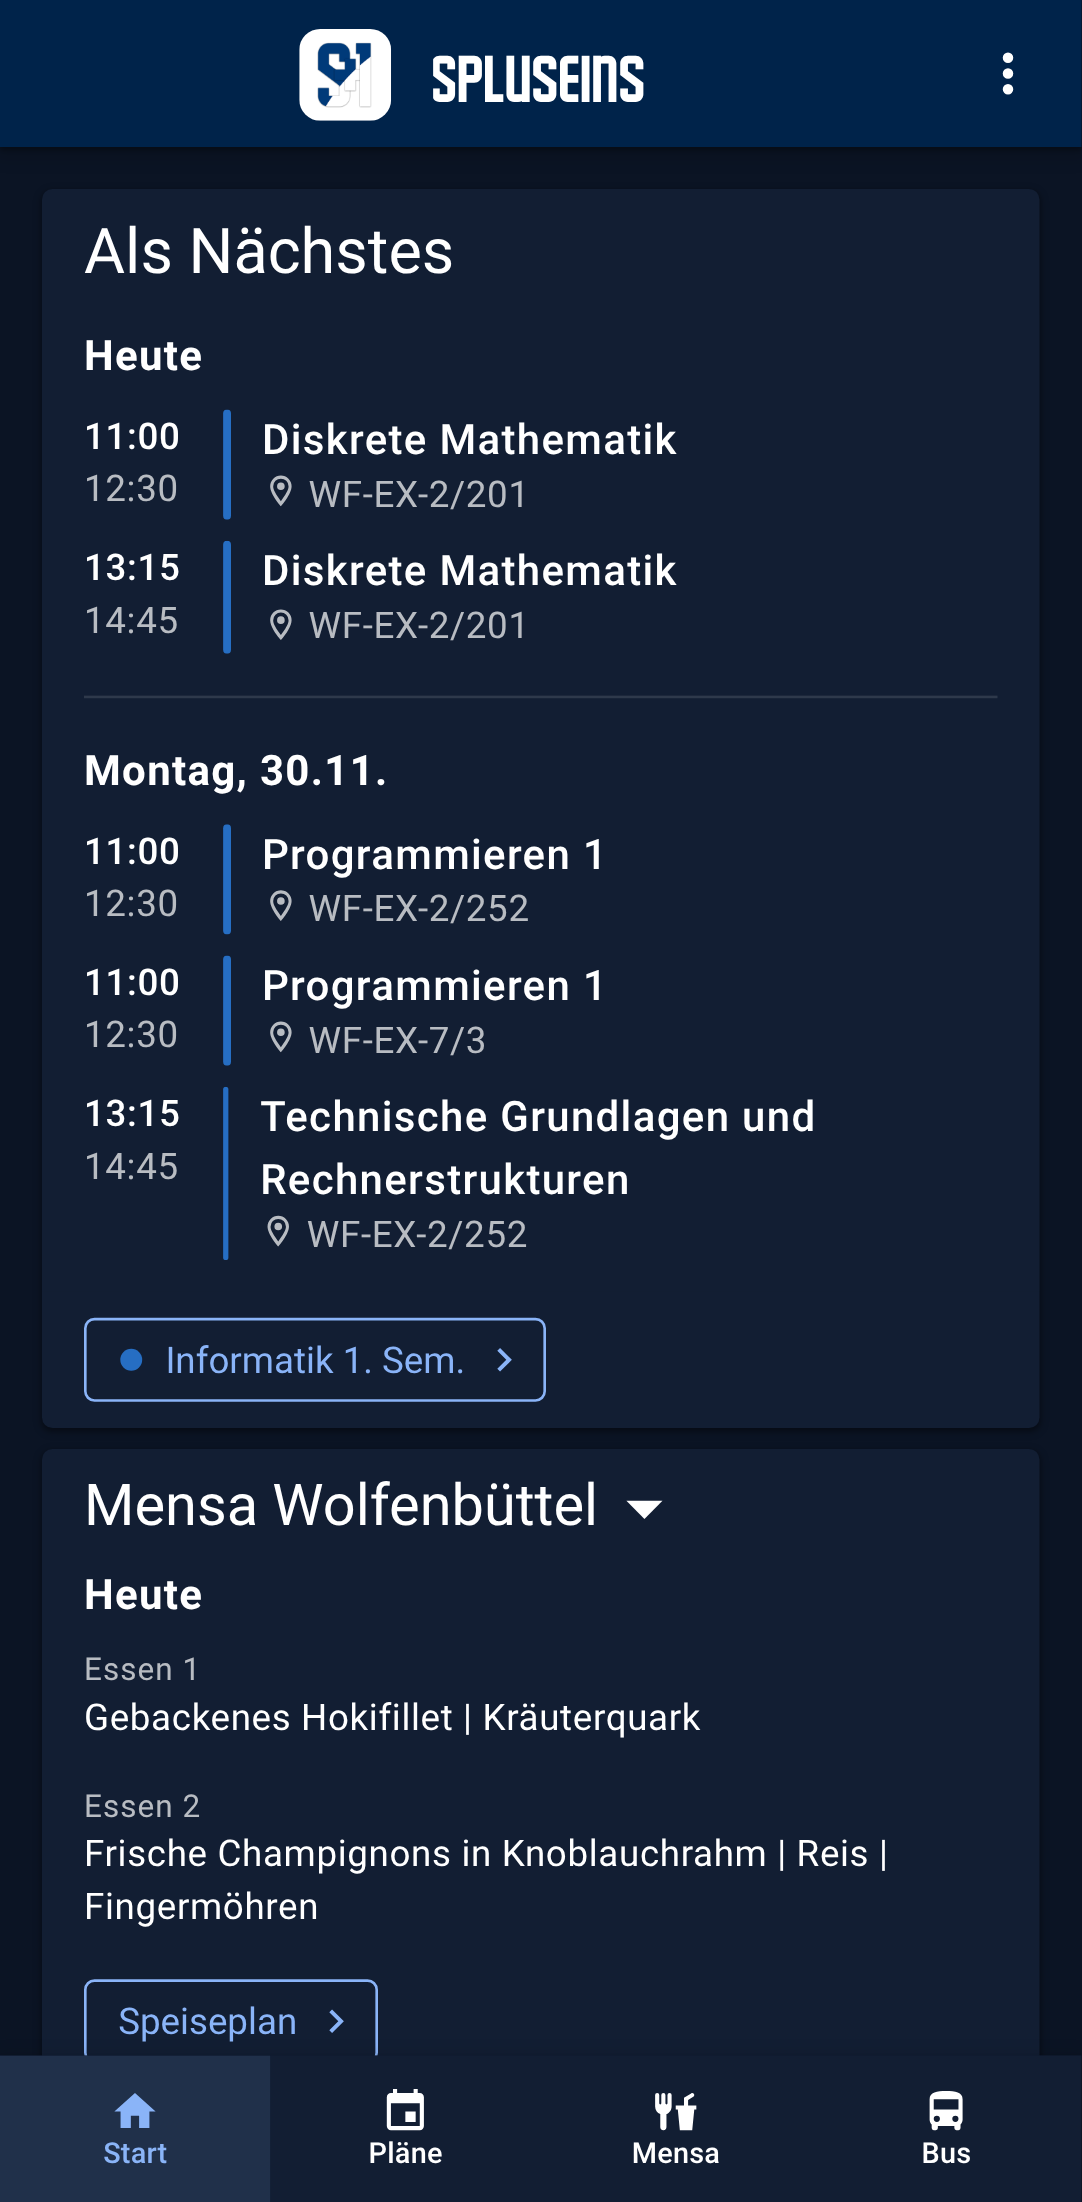 SPLUSEINS
Als Nächstes
Heute
11:00 Diskrete Mathematik
12:30 WF-EX-2/201
13:15 Diskrete Mathematik
14:45 WF-EX-2/201
Montag, 30.11.
11:00 Programmieren 1
12:30 WF-EX-2/252
11:00 Programmieren 1
12:30 WF-EX-7/3
13:15 Technische Grundlagen und
14:45 Rechnerstrukturen
WF-EX-2/252
Informatik 1. Sem.
Mensa Wolfenbüttel
Heute
Essen 1
Gebackenes Hokifillet | Kräuterquark
Essen 2
Frische Champignons in Knoblauchrahm | Reis |
Fingermöhren
Speiseplan
Start Pläne Mensa Bus